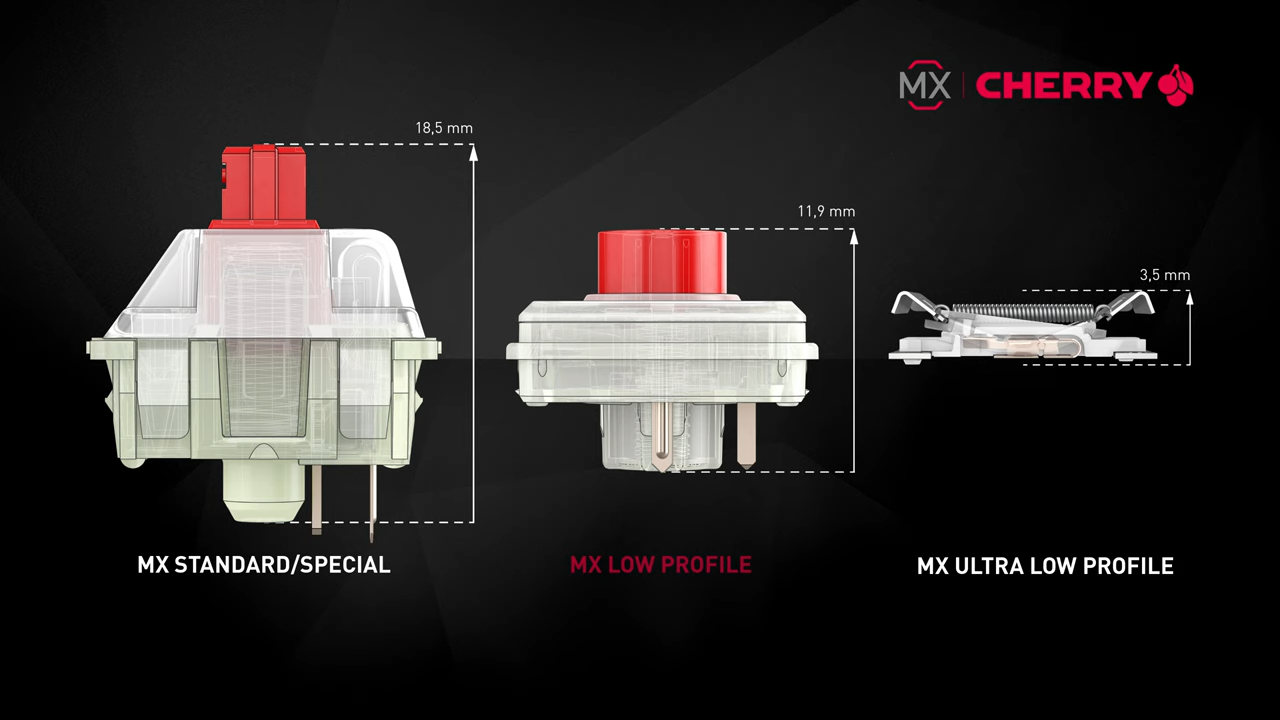 MX CHERRY
18,5 mm
11,9 mm
3,5 mm
MX STANDARD/SPECIAL
MX LOW PROFILE
MX ULTRA LOW PROFILE